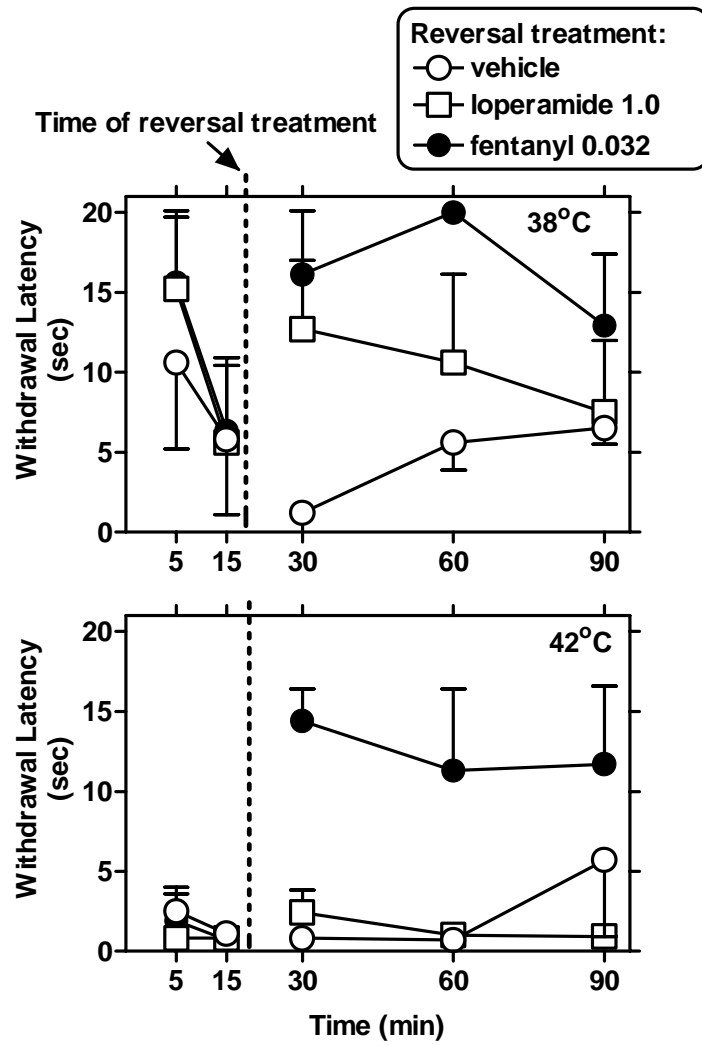 Reversal treatment:
vehicle
loperamide 1.0
fentanyl 0.032
Time of reversal treatment
38°C
Withdrawal Latency
(sec)
20
15
10
5
0
5 15 30 60 90
42°C
Withdrawal Latency
(sec)
20
15
10
5
0
5 15 30 60 90
Time (min)